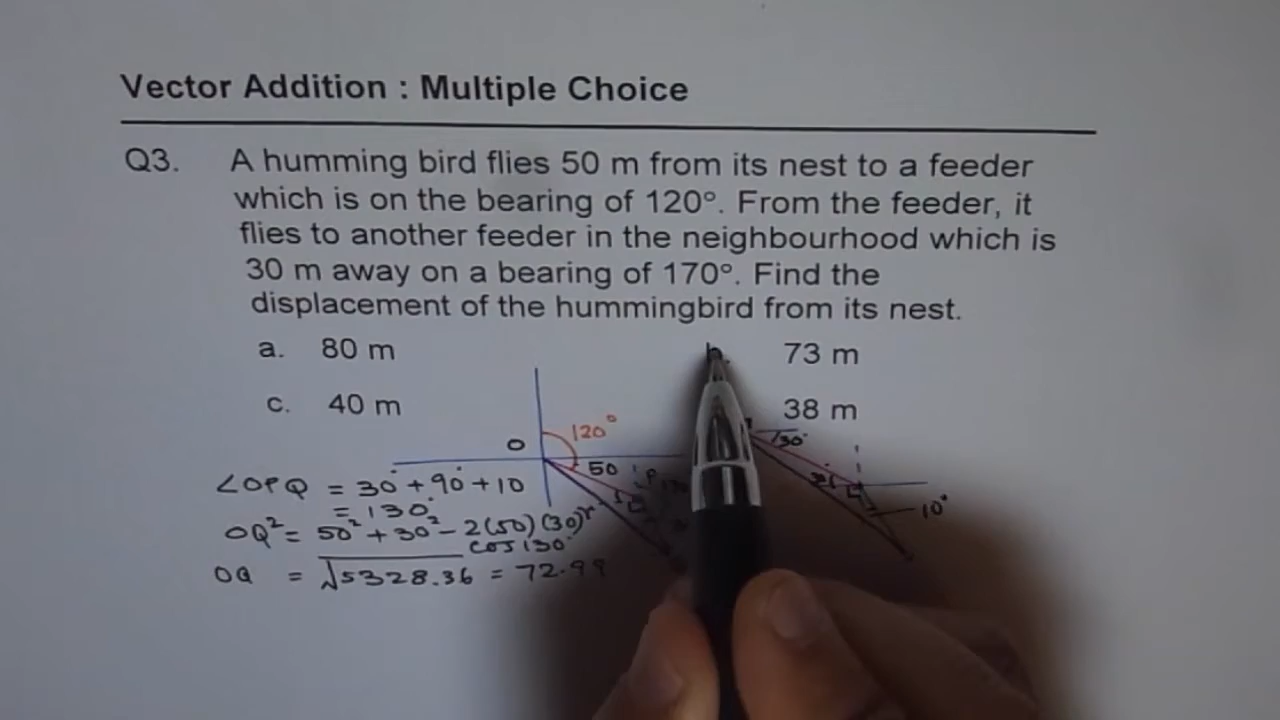 Vector Addition : Multiple Choice
Q3. A humming bird flies 50 m from its nest to a feeder
which is on the bearing of 120°. From the feeder, it
flies to another feeder in the neighbourhood which is
30 m away on a bearing of 170°. Find the
displacement of the hummingbird from its nest.
a. 80 m 73 m
c. 40 m 38 m
O 120° 50 P 30° 10°
∠OPQ = 30° + 90° + 10
= 130°
OQ² = 50² + 30² - 2(50)(30)x
cos 130°
OQ = √5328.36 = 72.99